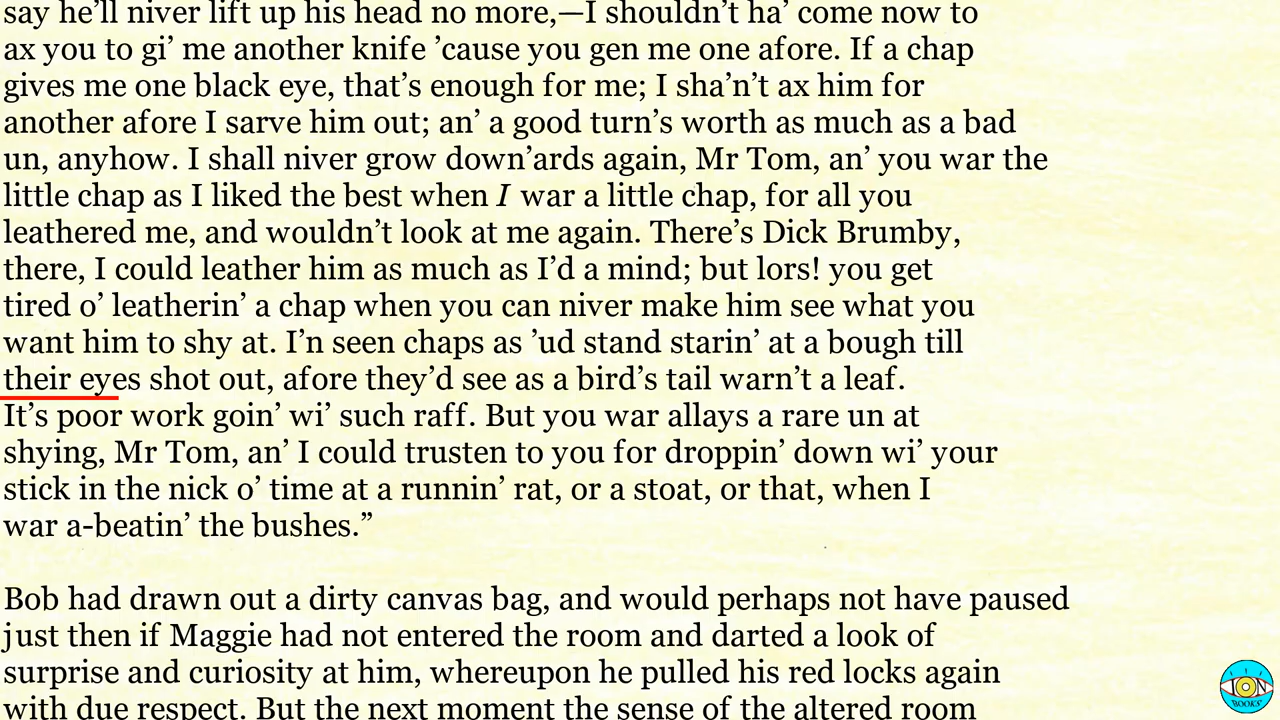 say he’ll niver lift up his head no more,—I shouldn’t ha’ come now to
ax you to gi’ me another knife ’cause you gen me one afore. If a chap
gives me one black eye, that’s enough for me; I sha’n’t ax him for
another afore I sarve him out; an’ a good turn’s worth as much as a bad
un, anyhow. I shall niver grow down’ards again, Mr Tom, an’ you war the
little chap as I liked the best when I war a little chap, for all you
leathered me, and wouldn’t look at me again. There’s Dick Brumby,
there, I could leather him as much as I’d a mind; but lors! you get
tired o’ leatherin’ a chap when you can niver make him see what you
want him to shy at. I’n seen chaps as ’ud stand starin’ at a bough till
their eyes shot out, afore they’d see as a bird’s tail warn’t a leaf.
It’s poor work goin’ wi’ such raff. But you war allays a rare un at
shying, Mr Tom, an’ I could trusten to you for droppin’ down wi’ your
stick in the nick o’ time at a runnin’ rat, or a stoat, or that, when I
war a-beatin’ the bushes.”
Bob had drawn out a dirty canvas bag, and would perhaps not have paused
just then if Maggie had not entered the room and darted a look of
surprise and curiosity at him, whereupon he pulled his red locks again
with due respect. But the next moment the sense of the altered room
ION
BOOKS